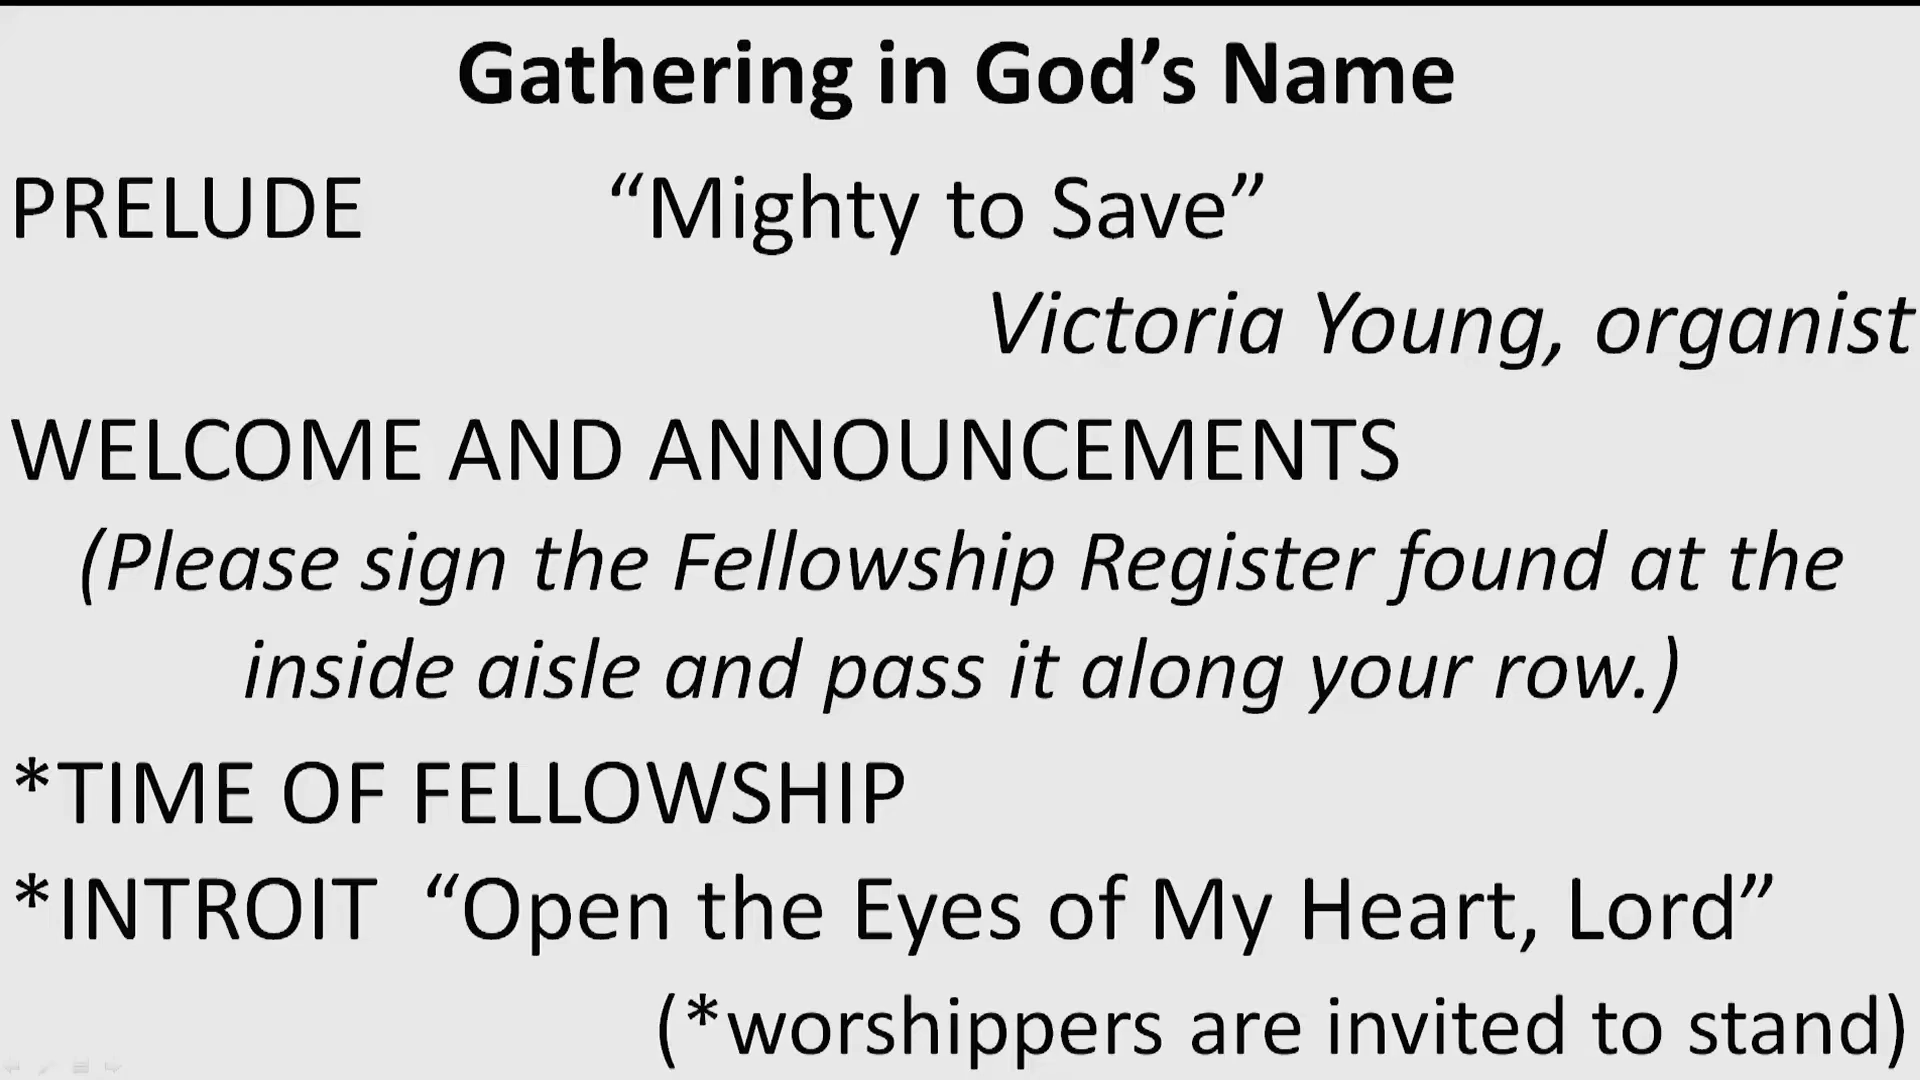 Gathering in God’s Name
PRELUDE “Mighty to Save”
Victoria Young, organist
WELCOME AND ANNOUNCEMENTS
(Please sign the Fellowship Register found at the
inside aisle and pass it along your row.)
*TIME OF FELLOWSHIP
*INTROIT “Open the Eyes of My Heart, Lord”
(*worshippers are invited to stand)